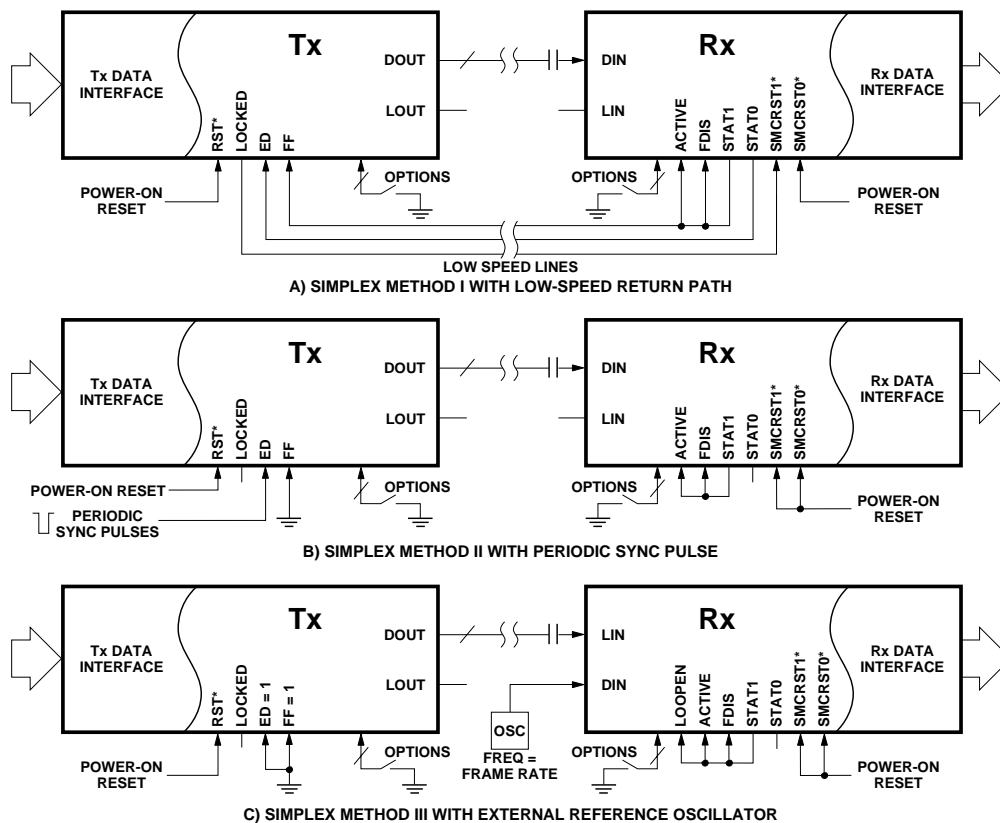 Tx
Tx DATA
INTERFACE
DOUT
LOUT
RST*
LOCKED
ED
FF
POWER-ON
RESET
OPTIONS
Rx
DIN
LIN
ACTIVE
FDIS
STAT1
STAT0
SMCRST1*
SMCRST0*
Rx DATA
INTERFACE
OPTIONS
POWER-ON
RESET
LOW SPEED LINES
A) SIMPLEX METHOD I WITH LOW-SPEED RETURN PATH
Tx
Tx DATA
INTERFACE
DOUT
LOUT
RST*
LOCKED
ED
FF
POWER-ON RESET
PERIODIC
SYNC PULSES
OPTIONS
Rx
DIN
LIN
ACTIVE
FDIS
STAT1
STAT0
SMCRST1*
SMCRST0*
Rx DATA
INTERFACE
OPTIONS
POWER-ON
RESET
B) SIMPLEX METHOD II WITH PERIODIC SYNC PULSE
Tx
Tx DATA
INTERFACE
DOUT
LOUT
RST*
LOCKED
ED = 1
FF = 1
POWER-ON
RESET
OPTIONS
OSC
FREQ =
FRAME RATE
Rx
LIN
DIN
LOOPEN
ACTIVE
FDIS
STAT1
STAT0
SMCRST1*
SMCRST0*
Rx DATA
INTERFACE
OPTIONS
POWER-ON
RESET
C) SIMPLEX METHOD III WITH EXTERNAL REFERENCE OSCILLATOR